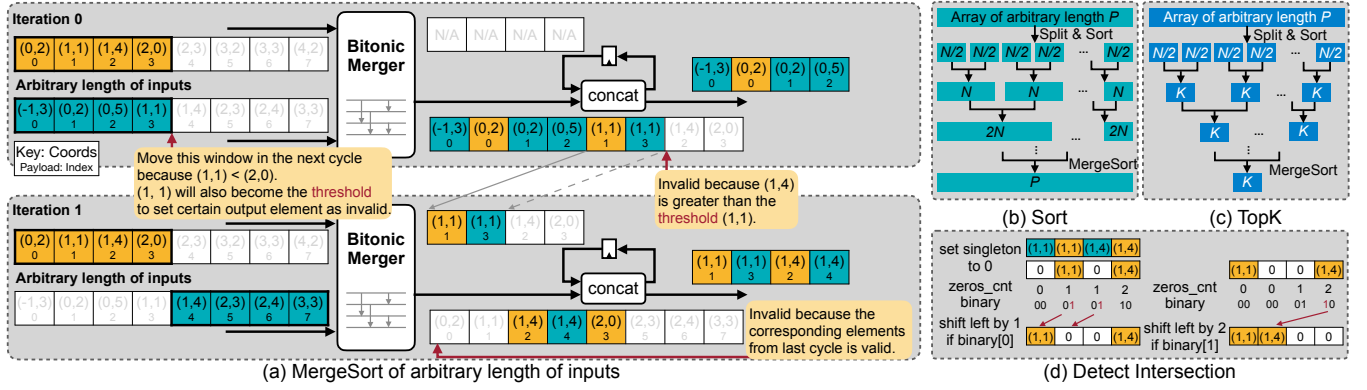 Iteration 0
(0,2) (1,1) (1,4) (2,0) (2,3) (3,2) (3,3) (4,2)
0 1 2 3 4 5 6 7
Arbitrary length of inputs
(-1,3) (0,2) (0,5) (1,1) (1,4) (2,3) (2,4) (3,3)
0 1 2 3 4 5 6 7
Key: Coords
Payload: Index
Move this window in the next cycle
because (1,1) < (2,0).
(1, 1) will also become the threshold
to set certain output element as invalid.
Bitonic
Merger
N/A N/A N/A N/A
concat
(-1,3) (0,2) (0,2) (0,5)
0 0 1 2
(-1,3) (0,2) (0,2) (0,5) (1,1) (1,1) (1,4) (2,0)
0 0 1 2 1 3 2 3
Invalid because (1,4)
is greater than the
threshold (1,1).
Iteration 1
(0,2) (1,1) (1,4) (2,0) (2,3) (3,2) (3,3) (4,2)
0 1 2 3 4 5 6 7
Arbitrary length of inputs
(-1,3) (0,2) (0,5) (1,1) (1,4) (2,3) (2,4) (3,3)
0 1 2 3 4 5 6 7
Bitonic
Merger
(1,1) (1,1) (1,4) (2,0)
1 3 2 3
concat
(1,1) (1,1) (1,4) (1,4)
1 3 2 4
(0,2) (1,1) (1,4) (1,4) (2,0) (2,3) (2,4) (3,3)
0 1 2 4 3 5 6 7
Invalid because the
corresponding elements
from last cycle is valid.
(a) MergeSort of arbitrary length of inputs
Array of arbitrary length P
Split & Sort
N/2 N/2 N/2 N/2 ... N/2
N N ... N
2N ... 2N
...
MergeSort
P
(b) Sort
Array of arbitrary length P
Split & Sort
N/2 N/2 N/2 N/2 ... N/2
K K ... K
K ... K
...
MergeSort
K
(c) TopK
set singleton
to 0
(1,1) (1,1) (1,4) (1,4)
0 (1,1) 0 (1,4)
zeros_cnt 0 1 1 2
binary 00 01 01 10
shift left by 1
if binary[0]
(1,1) 0 0 (1,4)
(1,1) 0 0 (1,4)
zeros_cnt 0 0 1 2
binary 00 00 01 10
shift left by 2
if binary[1]
(1,1) (1,4) 0 0
(d) Detect Intersection